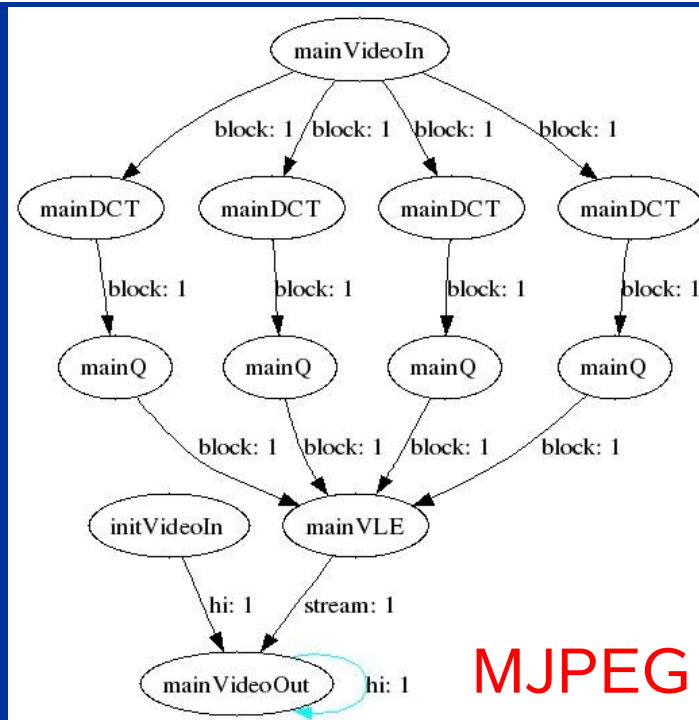 mainVideoIn
block: 1 block: 1 block: 1 block: 1
mainDCT mainDCT mainDCT mainDCT
block: 1 block: 1 block: 1 block: 1
mainQ mainQ mainQ mainQ
block: 1 block: 1 block: 1 block: 1
initVideoIn mainVLE
hi: 1 stream: 1
mainVideoOut hi: 1 MJPEG